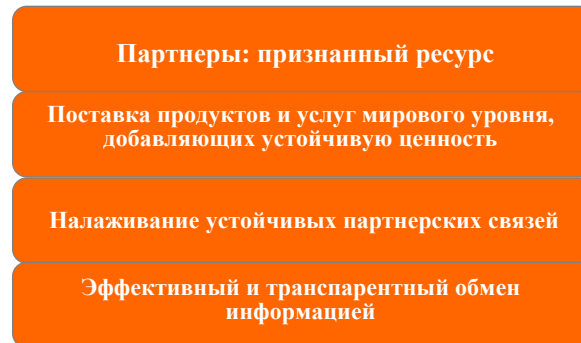 Партнеры: признанный ресурс
Поставка продуктов и услуг мирового уровня,
добавляющих устойчивую ценность
Налаживание устойчивых партнерских связей
Эффективный и транспарентный обмен
информацией